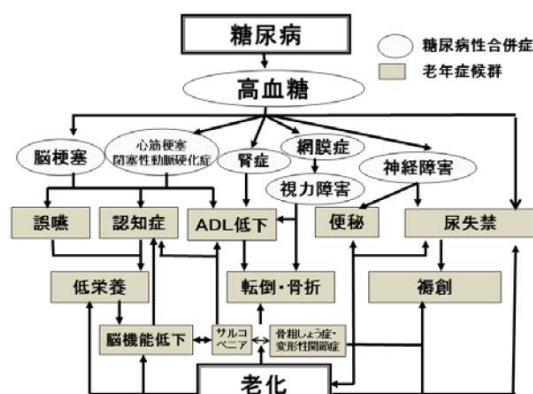 糖尿病
糖尿病性合併症
老年症候群
高血糖
脳梗塞
心筋梗塞
閉塞性動脈硬化症
腎症
網膜症
神経障害
視力障害
誤嚥
認知症
ADL低下
便秘
尿失禁
低栄養
転倒・骨折
褥創
脳機能低下
サルコ
ペニア
骨粗しょう症・
変形性関節症
老化